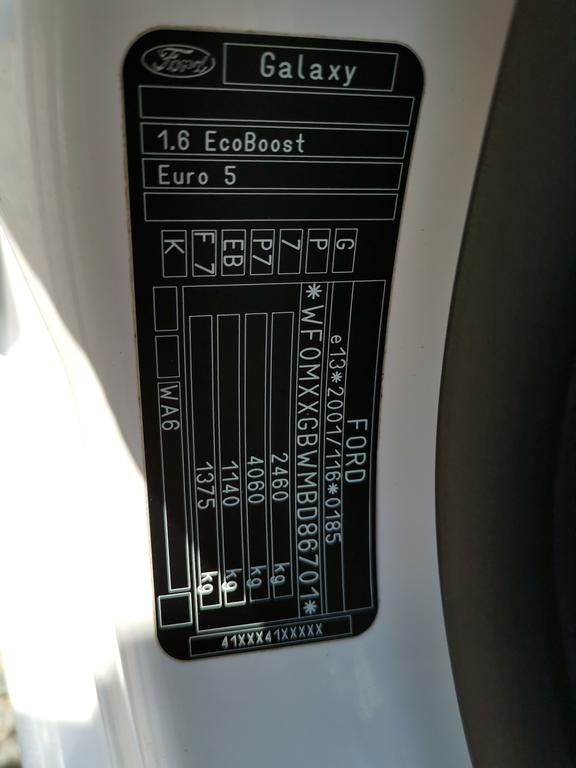 Ford
Galaxy
1.6 EcoBoost
Euro 5
G
P
7
P7
EB
F7
K
FORD
e13*2001/116*0185
*WF0MXXGBWMBD86701*
2460 kg
4060 kg
1140 kg
1375 kg
WA6
41XXX41XXXXX